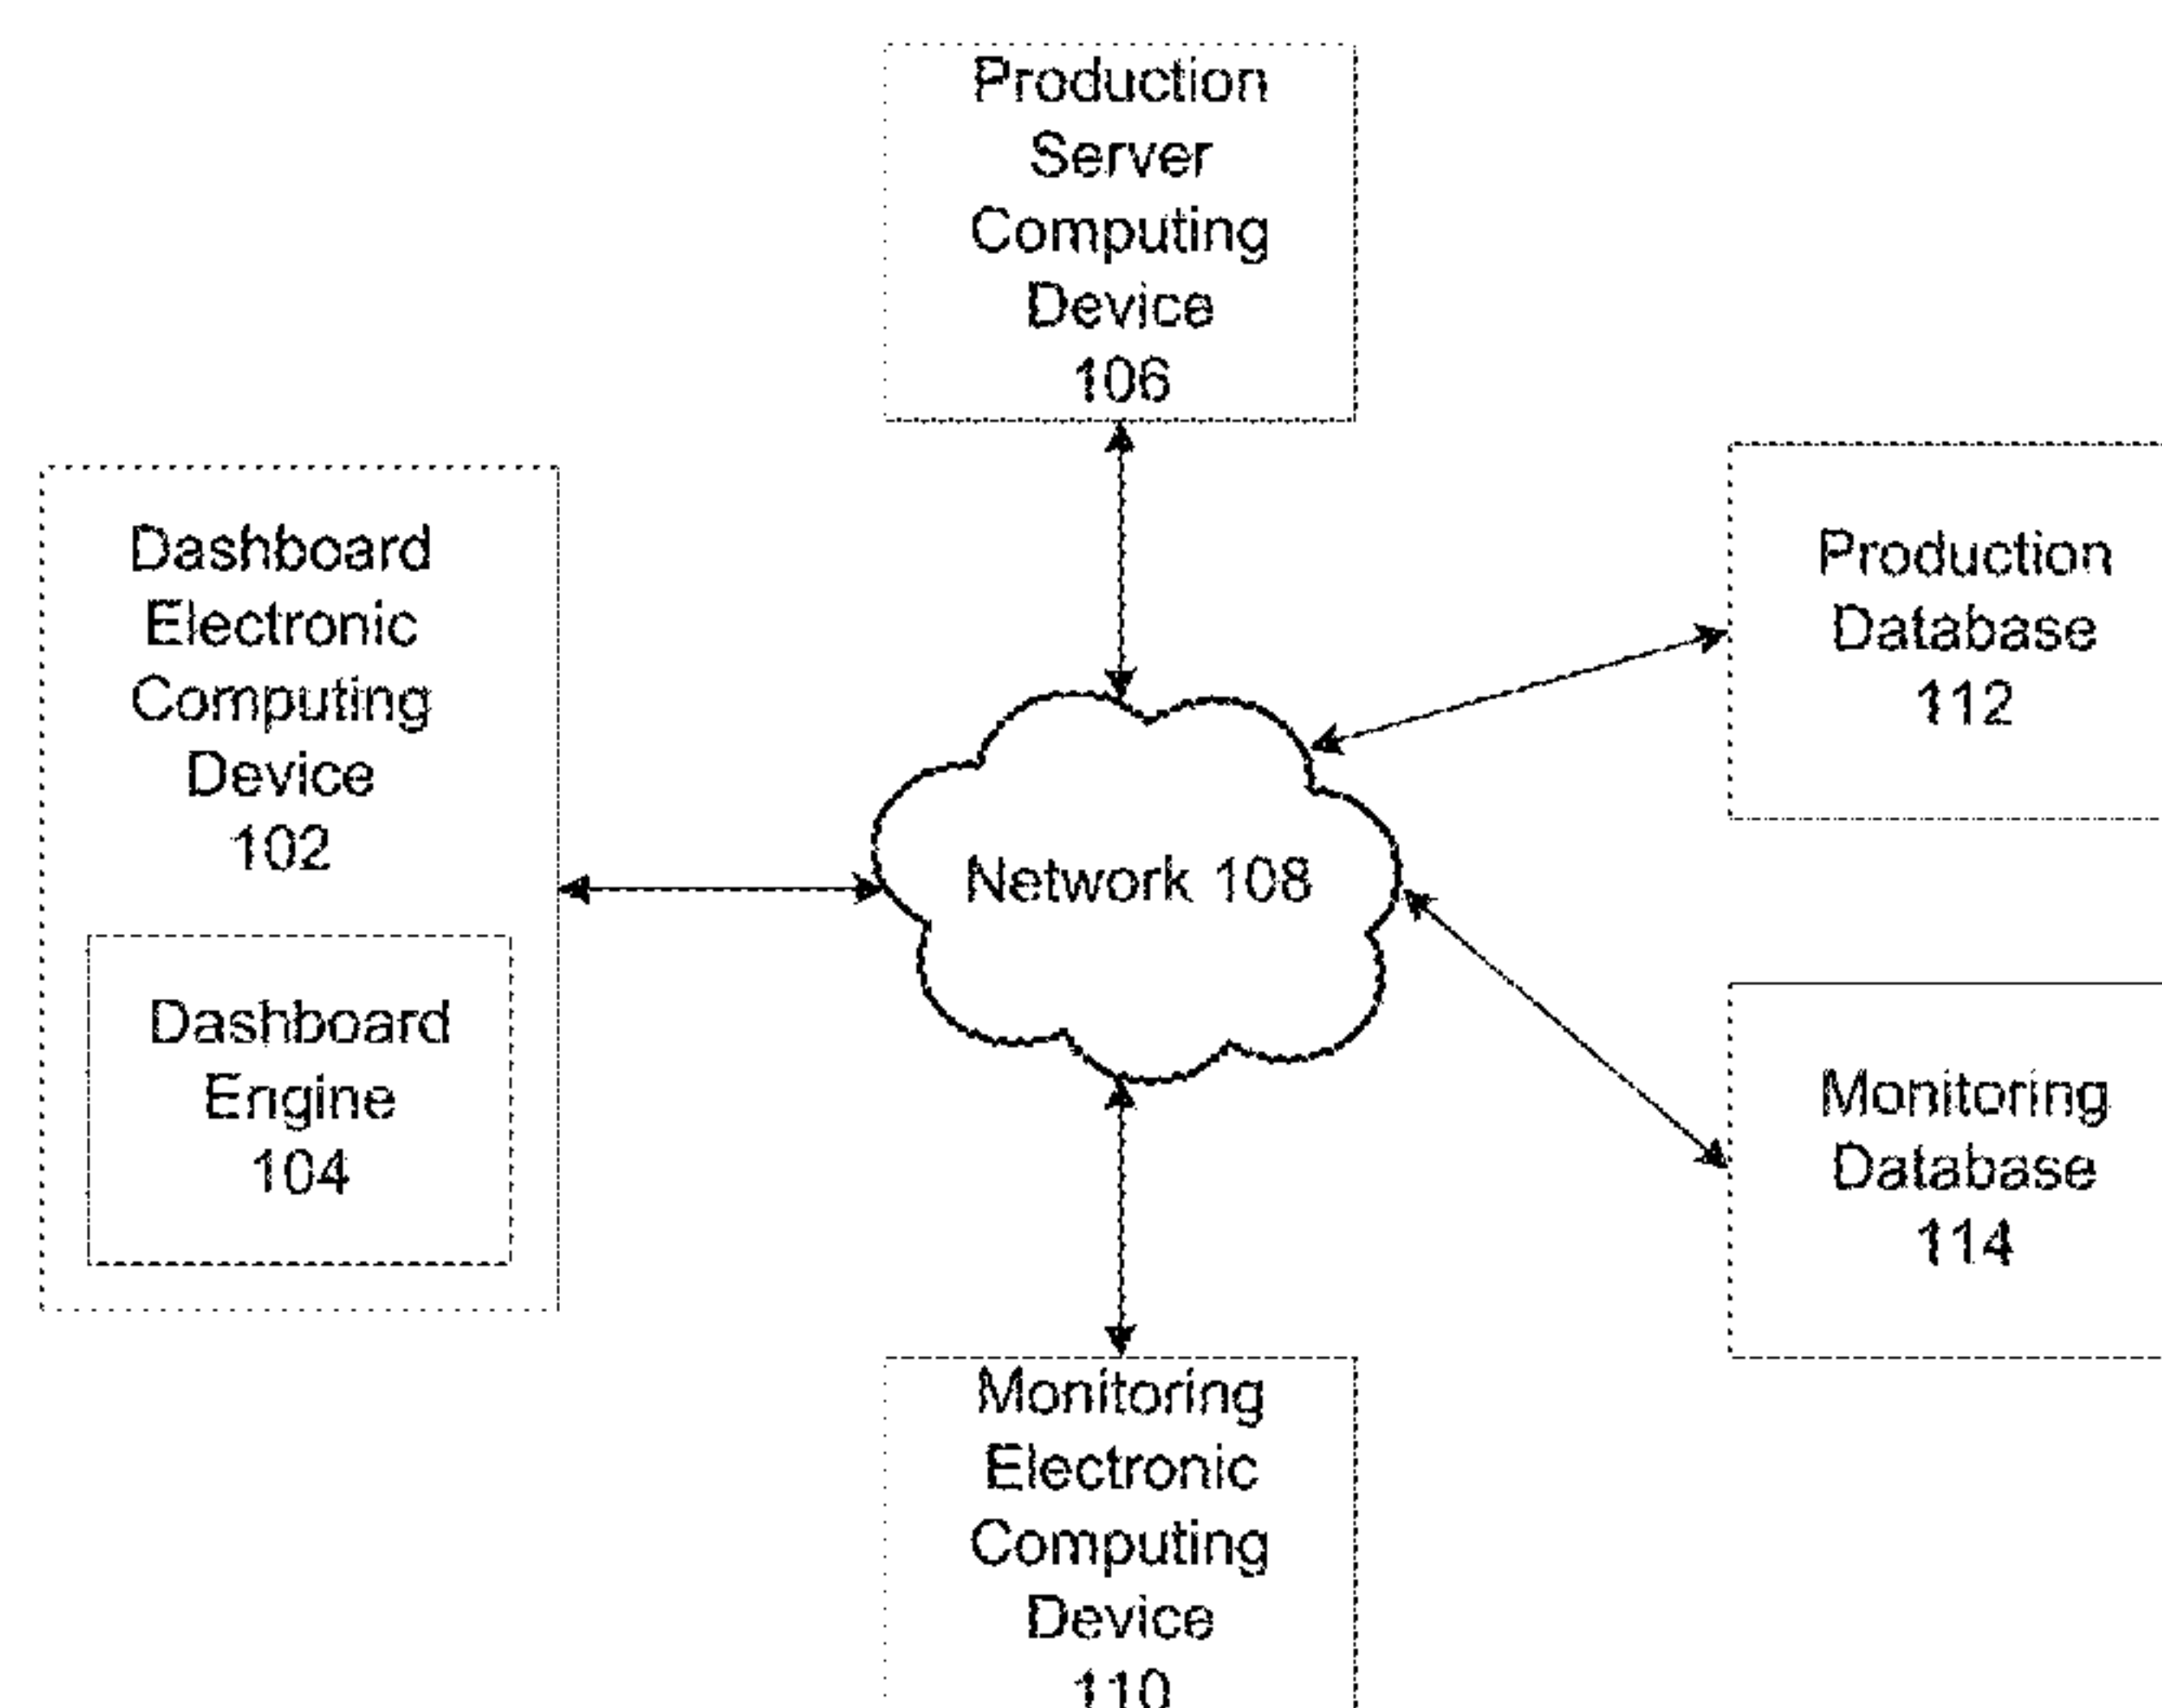 Production
Server
Computing
Device
106
Dashboard
Electronic
Computing
Device
102
Dashboard
Engine
104
Network 108
Production
Database
112
Monitoring
Database
114
Monitoring
Electronic
Computing
Device
110